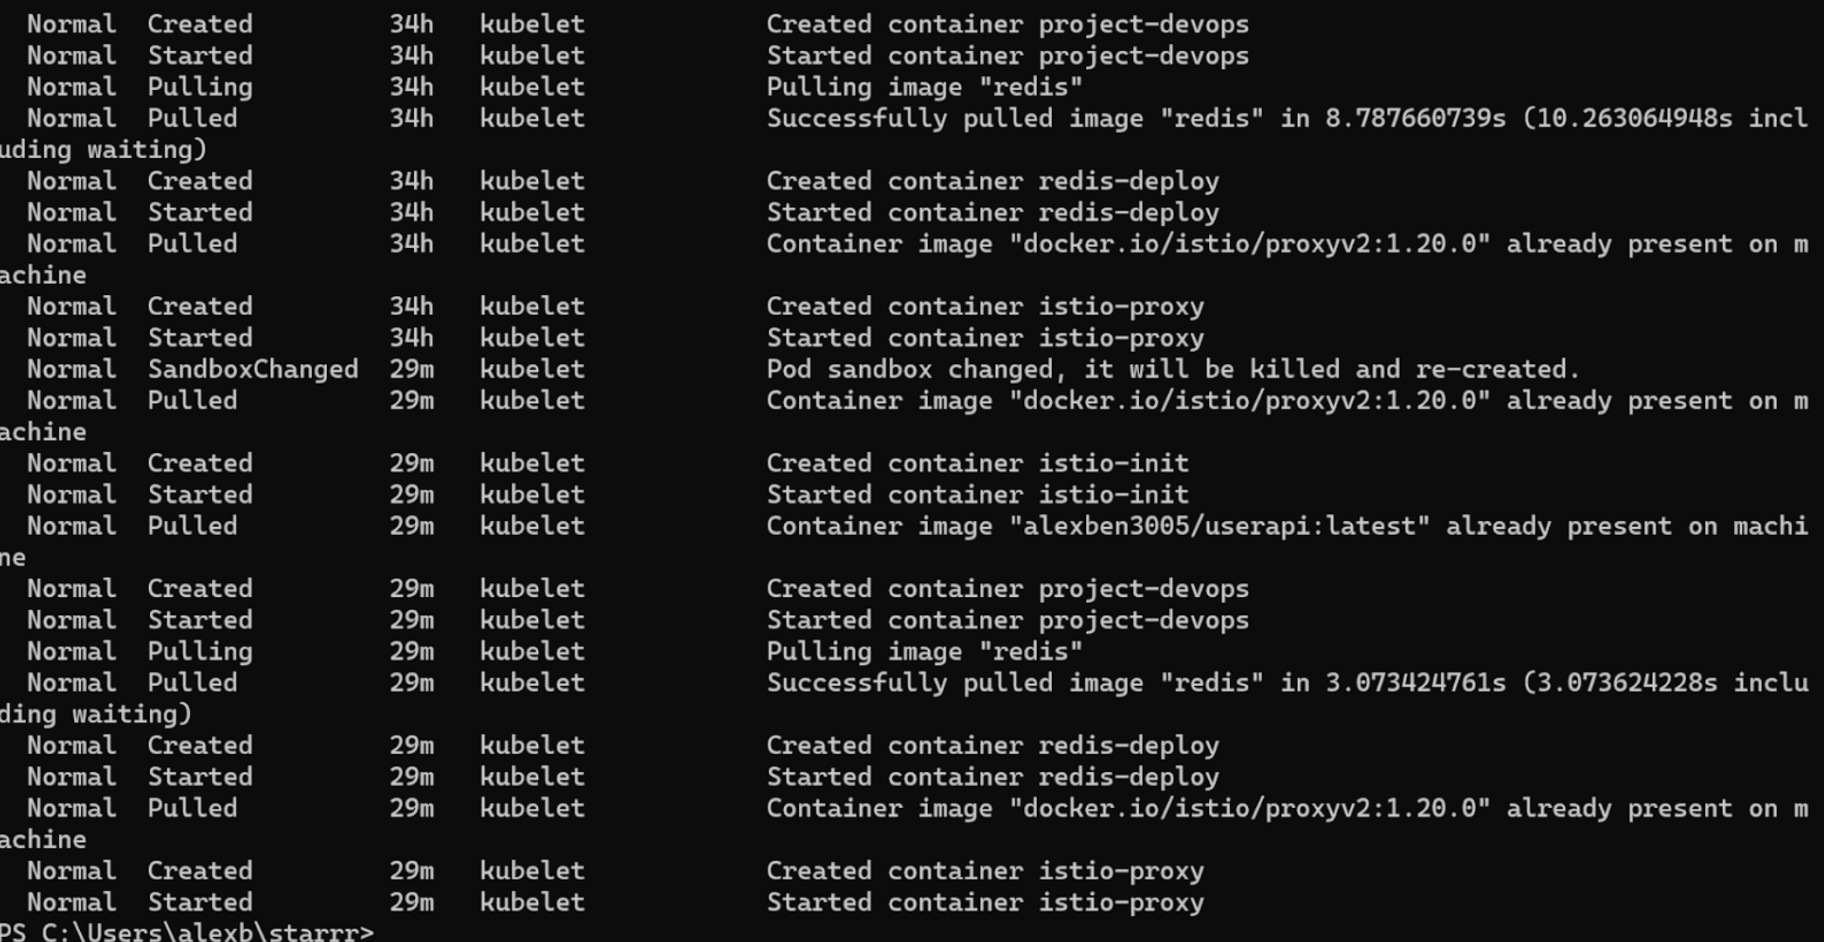 Normal  Created         34h   kubelet            Created container project-devops
Normal  Started         34h   kubelet            Started container project-devops
Normal  Pulling         34h   kubelet            Pulling image "redis"
Normal  Pulled          34h   kubelet            Successfully pulled image "redis" in 8.787660739s (10.263064948s incl
uding waiting)
Normal  Created         34h   kubelet            Created container redis-deploy
Normal  Started         34h   kubelet            Started container redis-deploy
Normal  Pulled          34h   kubelet            Container image "docker.io/istio/proxyv2:1.20.0" already present on m
achine
Normal  Created         34h   kubelet            Created container istio-proxy
Normal  Started         34h   kubelet            Started container istio-proxy
Normal  SandboxChanged  29m   kubelet            Pod sandbox changed, it will be killed and re-created.
Normal  Pulled          29m   kubelet            Container image "docker.io/istio/proxyv2:1.20.0" already present on m
achine
Normal  Created         29m   kubelet            Created container istio-init
Normal  Started         29m   kubelet            Started container istio-init
Normal  Pulled          29m   kubelet            Container image "alexben3005/userapi:latest" already present on machi
ne
Normal  Created         29m   kubelet            Created container project-devops
Normal  Started         29m   kubelet            Started container project-devops
Normal  Pulling         29m   kubelet            Pulling image "redis"
Normal  Pulled          29m   kubelet            Successfully pulled image "redis" in 3.073424761s (3.073624228s inclu
ding waiting)
Normal  Created         29m   kubelet            Created container redis-deploy
Normal  Started         29m   kubelet            Started container redis-deploy
Normal  Pulled          29m   kubelet            Container image "docker.io/istio/proxyv2:1.20.0" already present on m
achine
Normal  Created         29m   kubelet            Created container istio-proxy
Normal  Started         29m   kubelet            Started container istio-proxy
PS C:\Users\alexb\starrr>